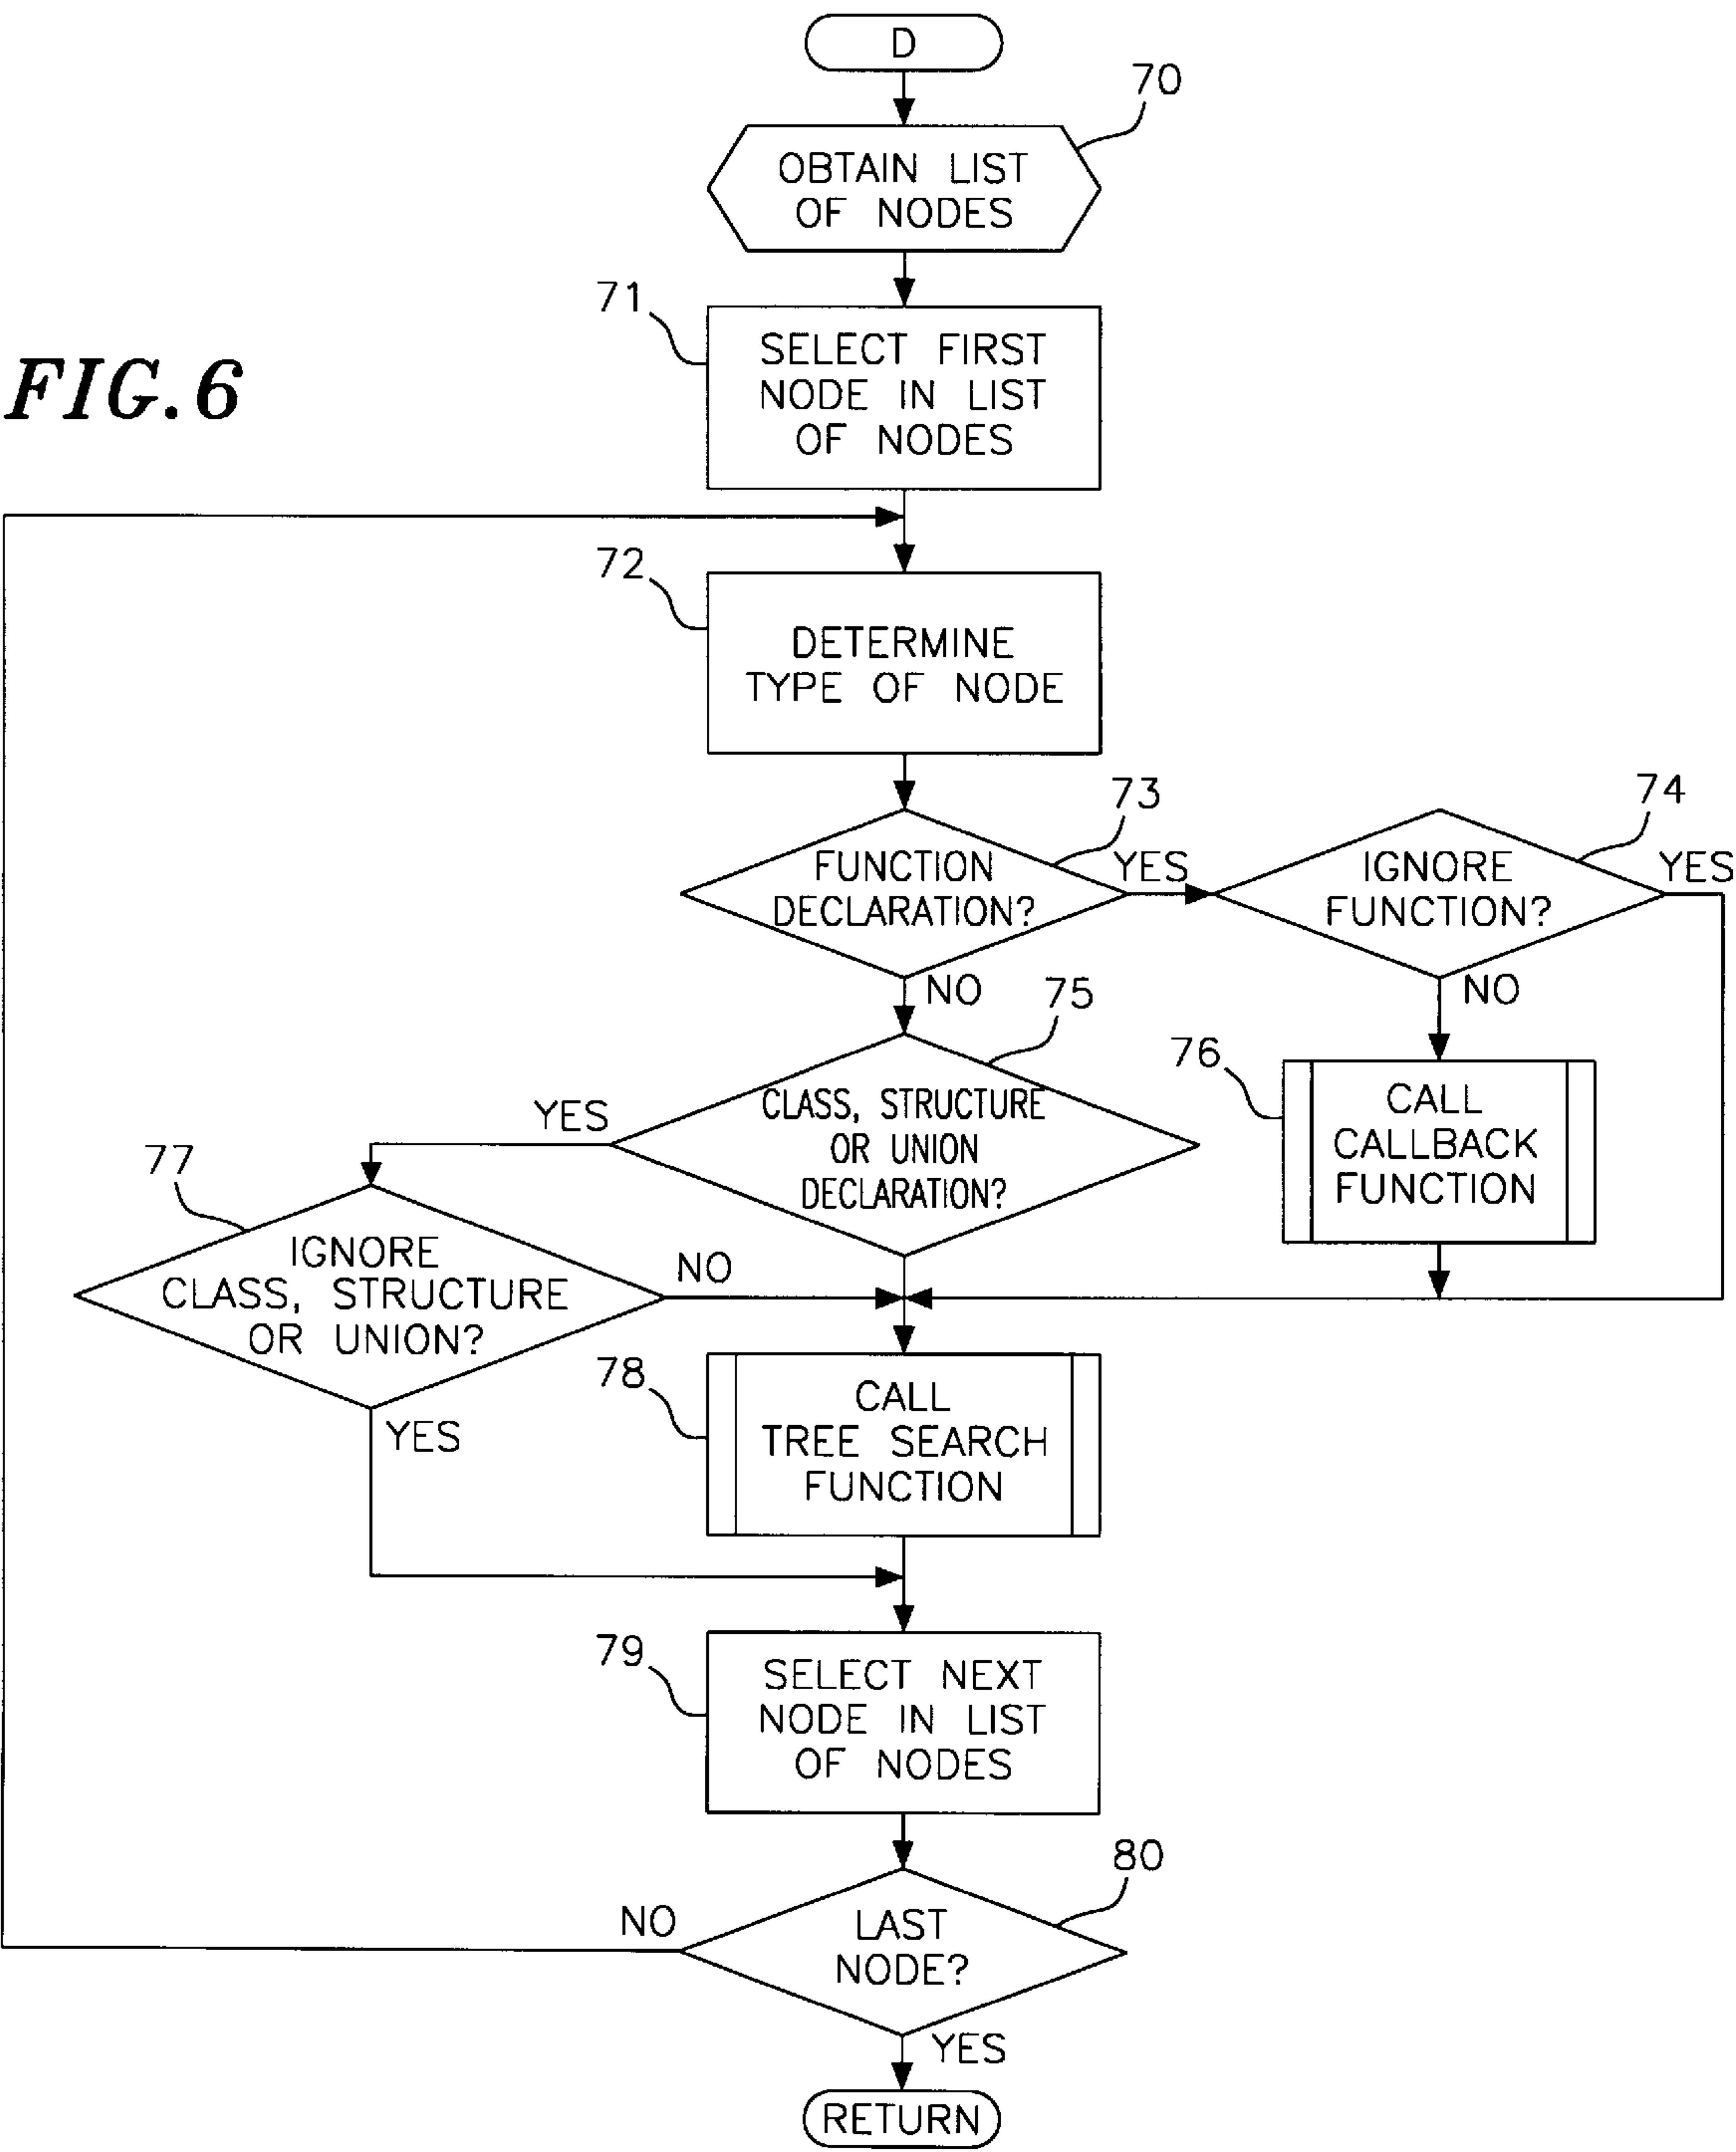 D
70
OBTAIN LIST
OF NODES
71
SELECT FIRST
NODE IN LIST
OF NODES
FIG.6
72
DETERMINE
TYPE OF NODE
73
FUNCTION
DECLARATION?
YES
74
IGNORE
FUNCTION?
YES
NO
NO
75
CLASS, STRUCTURE
OR UNION
DECLARATION?
YES
76
CALL
CALLBACK
FUNCTION
77
IGNORE
CLASS, STRUCTURE
OR UNION?
NO
YES
78
CALL
TREE SEARCH
FUNCTION
79
SELECT NEXT
NODE IN LIST
OF NODES
80
LAST
NODE?
NO
YES
RETURN